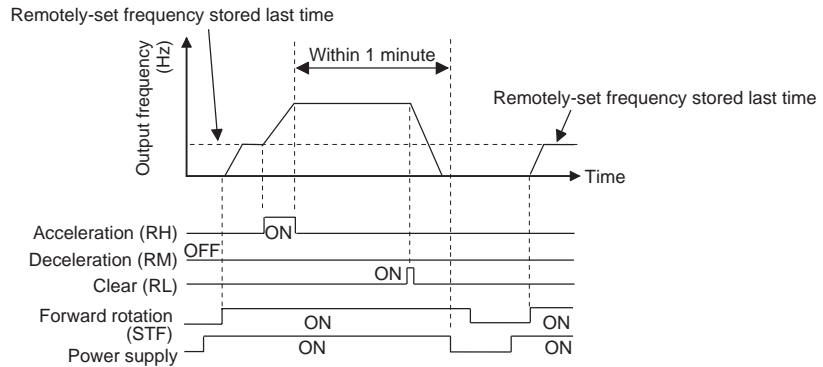 Remotely-set frequency stored last time
Output frequency
(Hz)
Within 1 minute
Remotely-set frequency stored last time
Time
Acceleration (RH)
ON
Deceleration (RM)
OFF
Clear (RL)
ON
Forward rotation
(STF)
ON
ON
Power supply
ON
ON